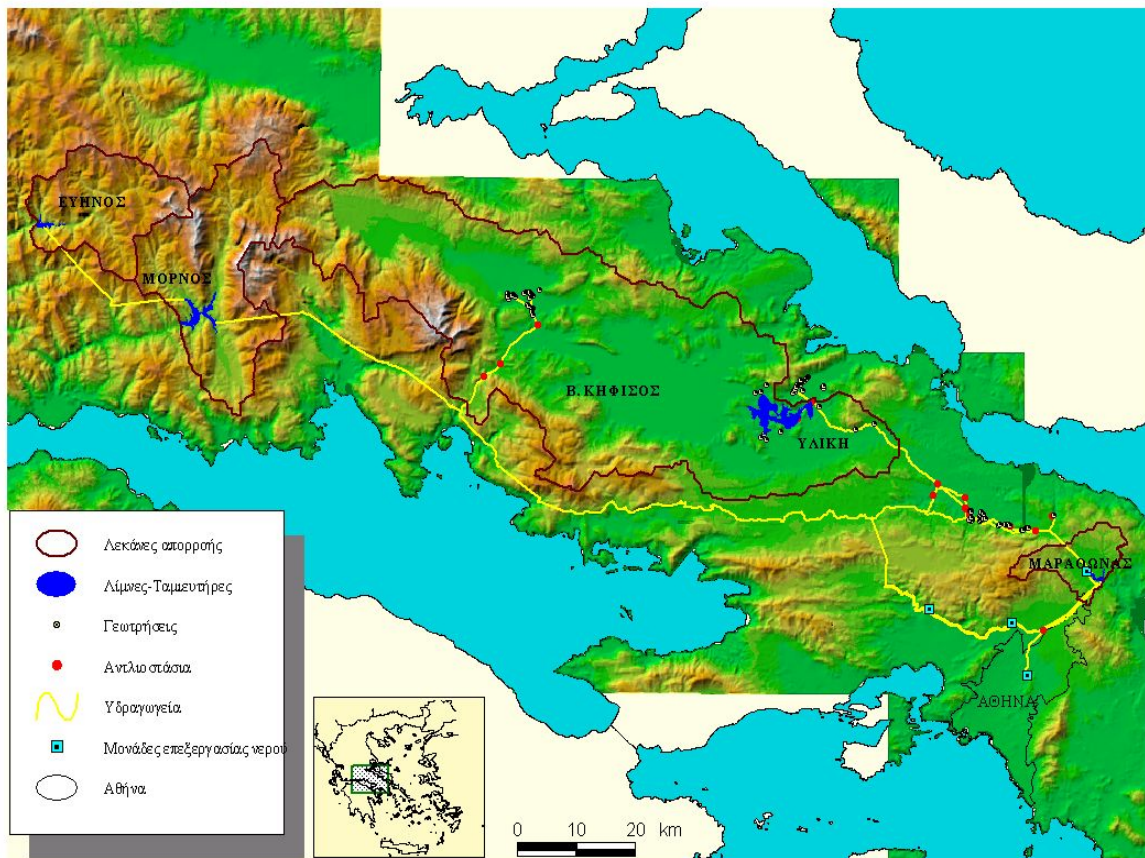 ΕΥΗΝΟΣ
ΜΟΡΝΟΣ
Β. ΚΗΦΙΣΟΣ
ΥΛΙΚΗ
ΜΑΡΑΘΩΝΑΣ
ΑΘΗΝΑ
Λεκάνες απορροής
Λίμνες-Ταμιευτήρες
Γεωτρήσεις
Αντλιοστάσια
Υδραγωγεία
Μονάδες επεξεργασίας νερού
Αθήνα
0 10 20 km